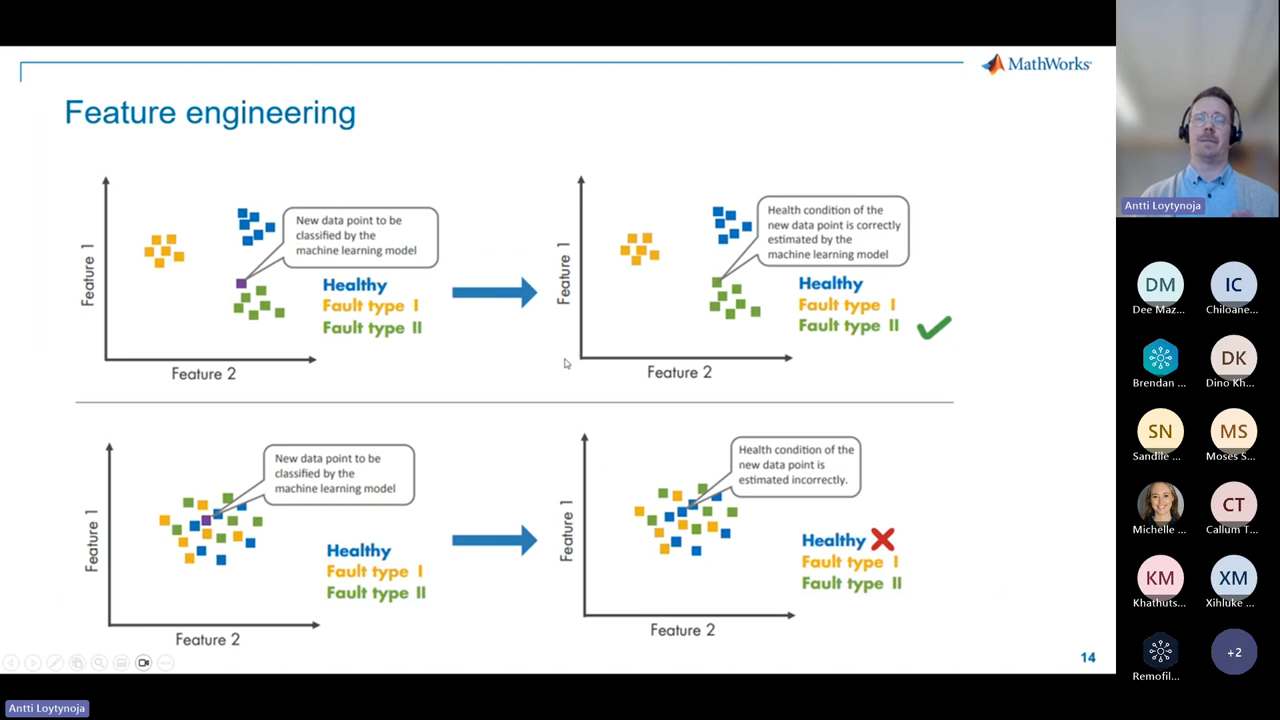 MathWorks®
Feature engineering
New data point to be
classified by the
machine learning model
Feature 1
Healthy
Fault type I
Fault type II
Feature 2
Health condition of the
new data point is correctly
estimated by the
machine learning model
Feature 1
Healthy
Fault type I
Fault type II
Feature 2
New data point to be
classified by the
machine learning model
Feature 1
Healthy
Fault type I
Fault type II
Feature 2
Health condition of the
new data point is
estimated incorrectly.
Feature 1
Healthy
Fault type I
Fault type II
Feature 2
14
Antti Loytynoja
Antti Loytynoja
DM
Dee Maz...
IC
Chiloane...
Brendan ...
DK
Dino Kh...
SN
Sandile ...
MS
Moses S...
Michelle ...
CT
Callum T...
KM
Khathuts...
XM
Xihluke ...
Remofil...
+2